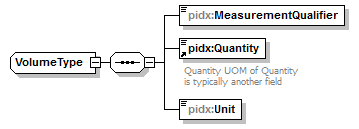 pidx:MeasurementQualifier
VolumeType
pidx:Quantity
Quantity UOM of Quantity
is typically another field
pidx:Unit